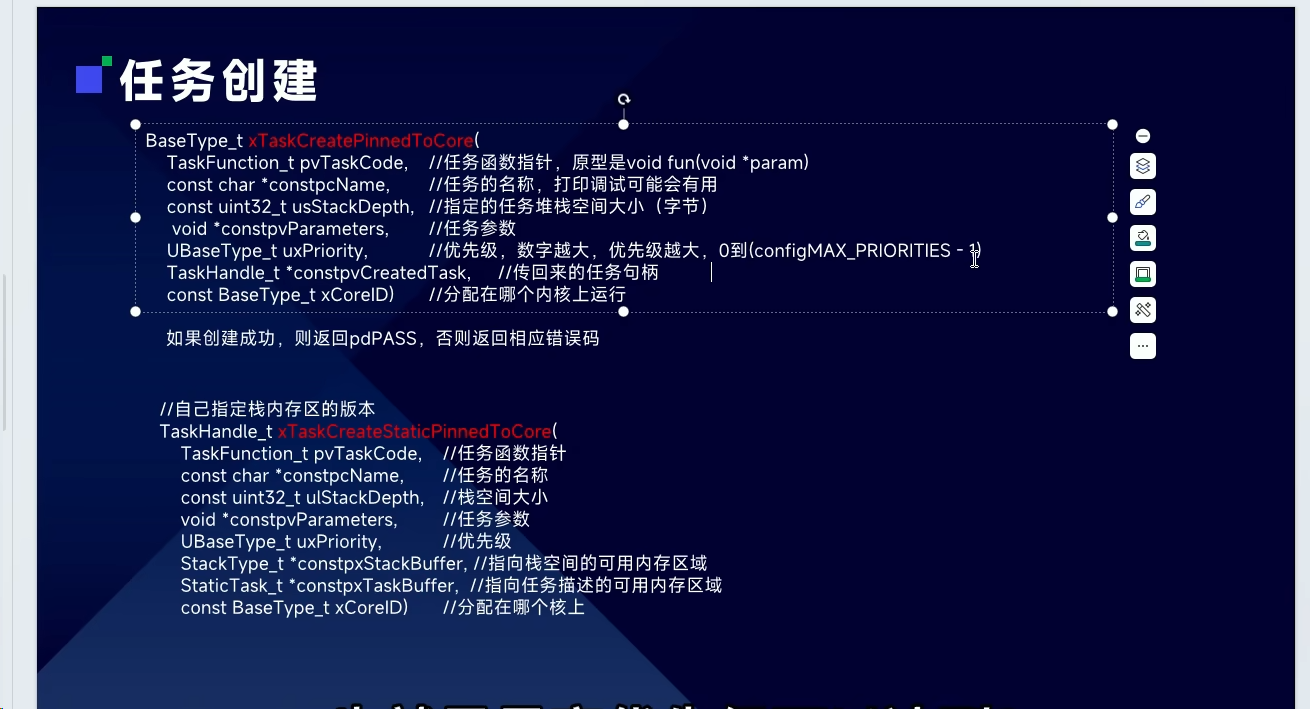 任务创建
BaseType_t xTaskCreatePinnedToCore(
TaskFunction_t pvTaskCode, //任务函数指针，原型是void fun(void *param)
const char *constpcName, //任务的名称，打印调试可能会有用
const uint32_t usStackDepth, //指定的任务堆栈空间大小（字节）
void *constpvParameters, //任务参数
UBaseType_t uxPriority, //优先级，数字越大，优先级越大，0到(configMAX_PRIORITIES - 1)
TaskHandle_t *constpvCreatedTask, //传回来的任务句柄
const BaseType_t xCoreID) //分配在哪个内核上运行
如果创建成功，则返回pdPASS，否则返回相应错误码
//自己指定栈内存区的版本
TaskHandle_t xTaskCreateStaticPinnedToCore(
TaskFunction_t pvTaskCode, //任务函数指针
const char *constpcName, //任务的名称
const uint32_t ulStackDepth, //栈空间大小
void *constpvParameters, //任务参数
UBaseType_t uxPriority, //优先级
StackType_t *constpxStackBuffer, //指向栈空间的可用内存区域
StaticTask_t *constpxTaskBuffer, //指向任务描述的可用内存区域
const BaseType_t xCoreID) //分配在哪个核上